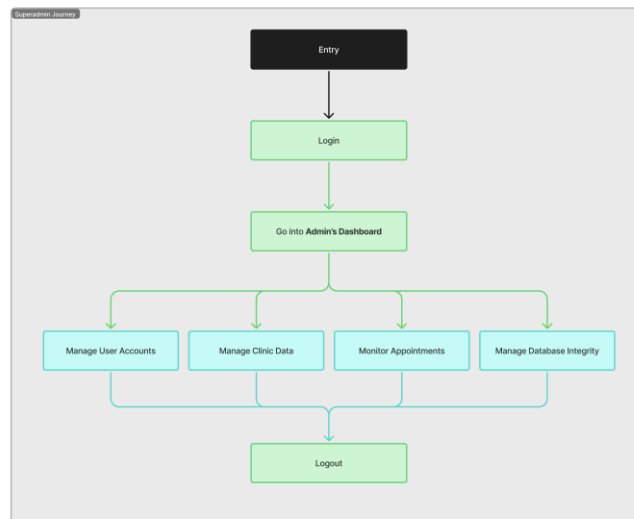 Superadmin Journey
Entry
Login
Go into Admin's Dashboard
Manage User Accounts
Manage Clinic Data
Monitor Appointments
Manage Database Integrity
Logout